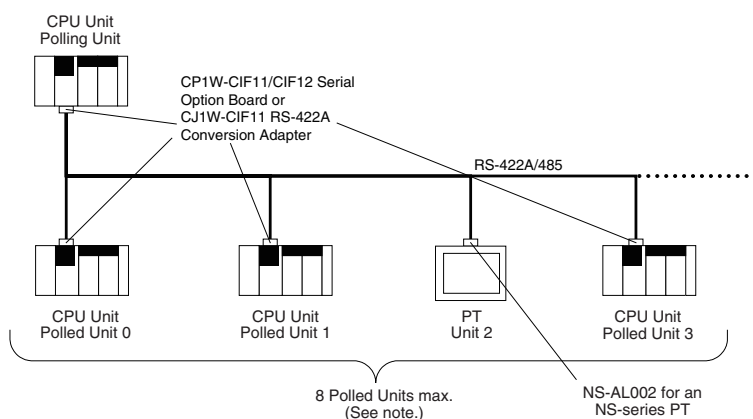 CPU Unit
Polling Unit
CP1W-CIF11/CIF12 Serial
Option Board or
CJ1W-CIF11 RS-422A
Conversion Adapter
RS-422A/485
CPU Unit
Polled Unit 0
CPU Unit
Polled Unit 1
PT
Unit 2
CPU Unit
Polled Unit 3
8 Polled Units max.
(See note.)
NS-AL002 for an
NS-series PT